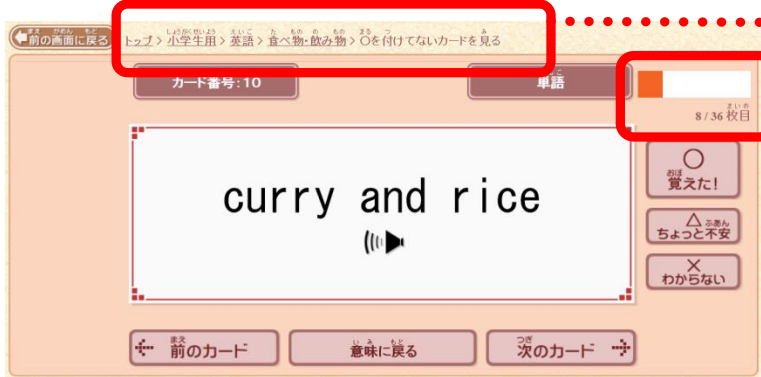 前の画面に戻る
トップ > 小学生用 > 英語 > 食べ物・飲み物 > ○を付けてないカードを見る
カード番号:10
単語
8 / 36 枚目
curry and rice
○
覚えた!
△
ちょっと不安
×
わからない
前のカード
意味に戻る
次のカード